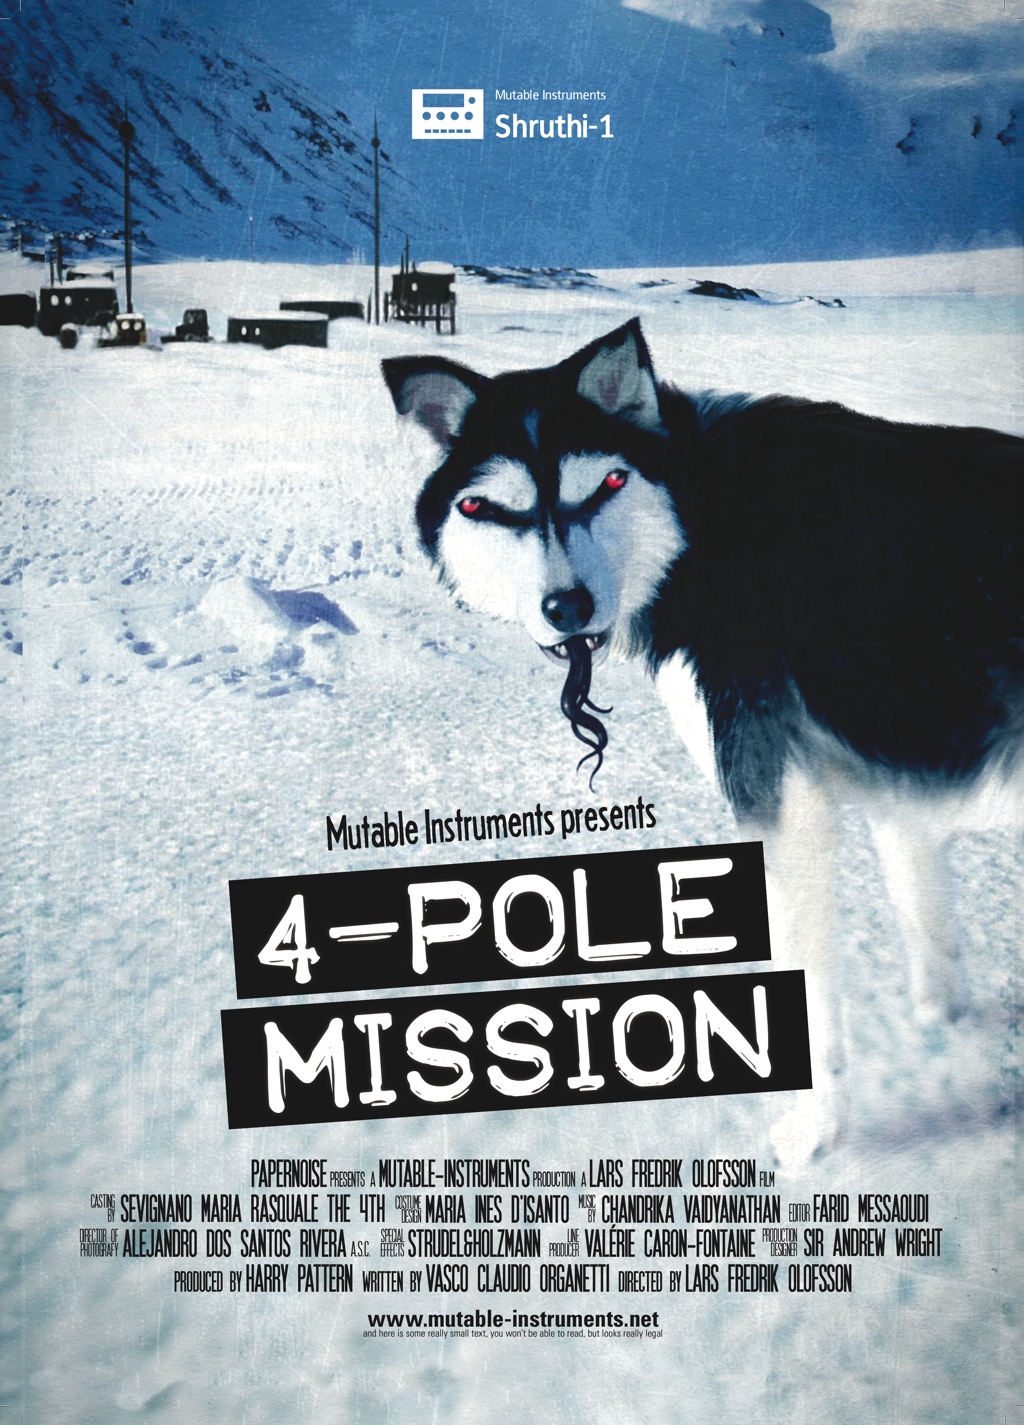 Mutable Instruments
Shruthi-1
Mutable Instruments presents
4-POLE
MISSION
PAPERNOISE PRESENTS A MUTABLE-INSTRUMENTS PRODUCTION A LARS FREDRIK OLOFSSON FILM
CASTING BY SEVIGNANO MARIA RASQUALE THE 4TH COSTUME DESIGN MARIA INES D'ISANTO MUSIC BY CHANDRIKA VAIDYANATHAN EDITOR FARID MESSAOUDI
DIRECTOR OF PHOTOGRAFY ALEJANDRO DOS SANTOS RIVERA A.S.C. SPECIAL EFFECTS STRUDEL&HOLZMANN LINE PRODUCER VALÉRIE CARON-FONTAINE PRODUCTION DESIGNER SIR ANDREW WRIGHT
PRODUCED BY HARRY PATTERN WRITTEN BY VASCO CLAUDIO ORGANETTI DIRECTED BY LARS FREDRIK OLOFSSON
www.mutable-instruments.net
and here is some really small text, you won't be able to read, but looks really legal